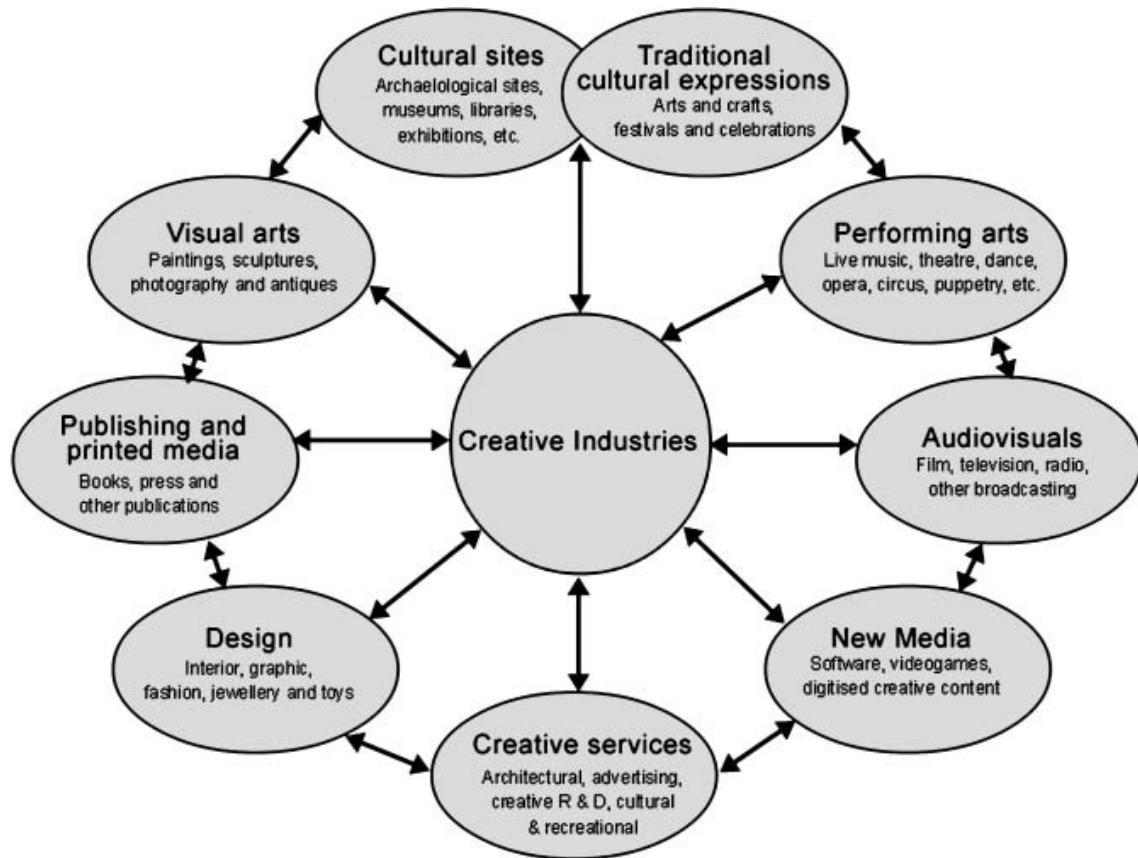 Cultural sites
Archaelological sites,
museums, libraries,
exhibitions, etc.
Traditional
cultural expressions
Arts and crafts,
festivals and celebrations
Visual arts
Paintings, sculptures,
photography and antiques
Performing arts
Live music, theatre, dance,
opera, circus, puppetry, etc.
Publishing and
printed media
Books, press and
other publications
Creative Industries
Audiovisuals
Film, television, radio,
other broadcasting
Design
Interior, graphic,
fashion, jewellery and toys
New Media
Software, videogames,
digitised creative content
Creative services
Architectural, advertising,
creative R & D, cultural
& recreational